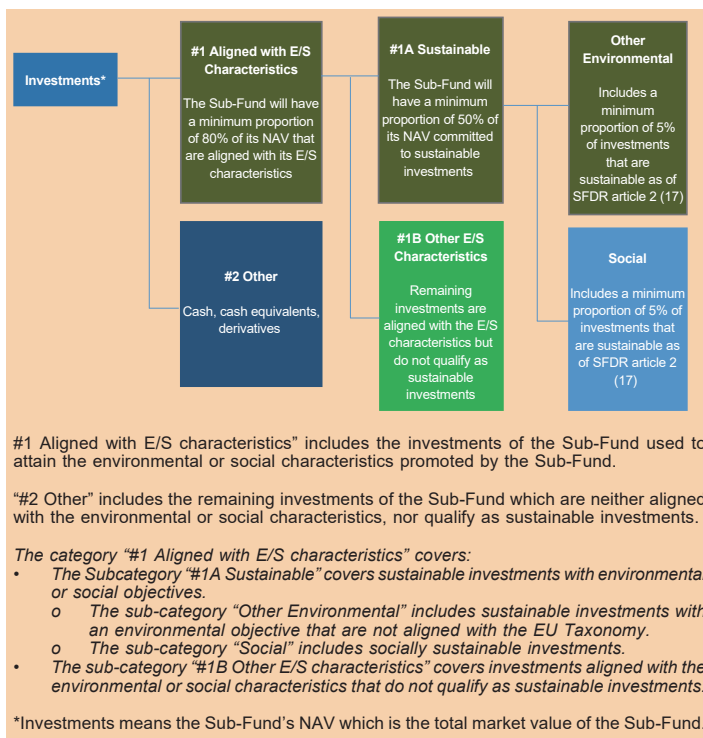 Investments*
#1 Aligned with E/S
Characteristics
The Sub-Fund will have
a minimum proportion
of 80% of its NAV that
are aligned with its E/S
characteristics
#1A Sustainable
The Sub-Fund will
have a minimum
proportion of 50% of
its NAV committed
to sustainable
investments
Other
Environmental
Includes a
minimum
proportion of 5%
of investments
that are
sustainable as of
SFDR article 2 (17)
#2 Other
Cash, cash equivalents,
derivatives
#1B Other E/S
Characteristics
Remaining
investments are
aligned with the E/S
characteristics but
do not qualify as
sustainable
investments
Social
Includes a minimum
proportion of 5% of
investments that
are sustainable as
of SFDR article 2
(17)
#1 Aligned with E/S characteristics” includes the investments of the Sub-Fund used to
attain the environmental or social characteristics promoted by the Sub-Fund.
“#2 Other” includes the remaining investments of the Sub-Fund which are neither aligned
with the environmental or social characteristics, nor qualify as sustainable investments.
The category “#1 Aligned with E/S characteristics” covers:
• The Subcategory “#1A Sustainable” covers sustainable investments with environmental
or social objectives.
o The sub-category “Other Environmental” includes sustainable investments with
an environmental objective that are not aligned with the EU Taxonomy.
o The sub-category “Social” includes socially sustainable investments.
• The sub-category “#1B Other E/S characteristics” covers investments aligned with the
environmental or social characteristics that do not qualify as sustainable investments.
*Investments means the Sub-Fund’s NAV which is the total market value of the Sub-Fund.